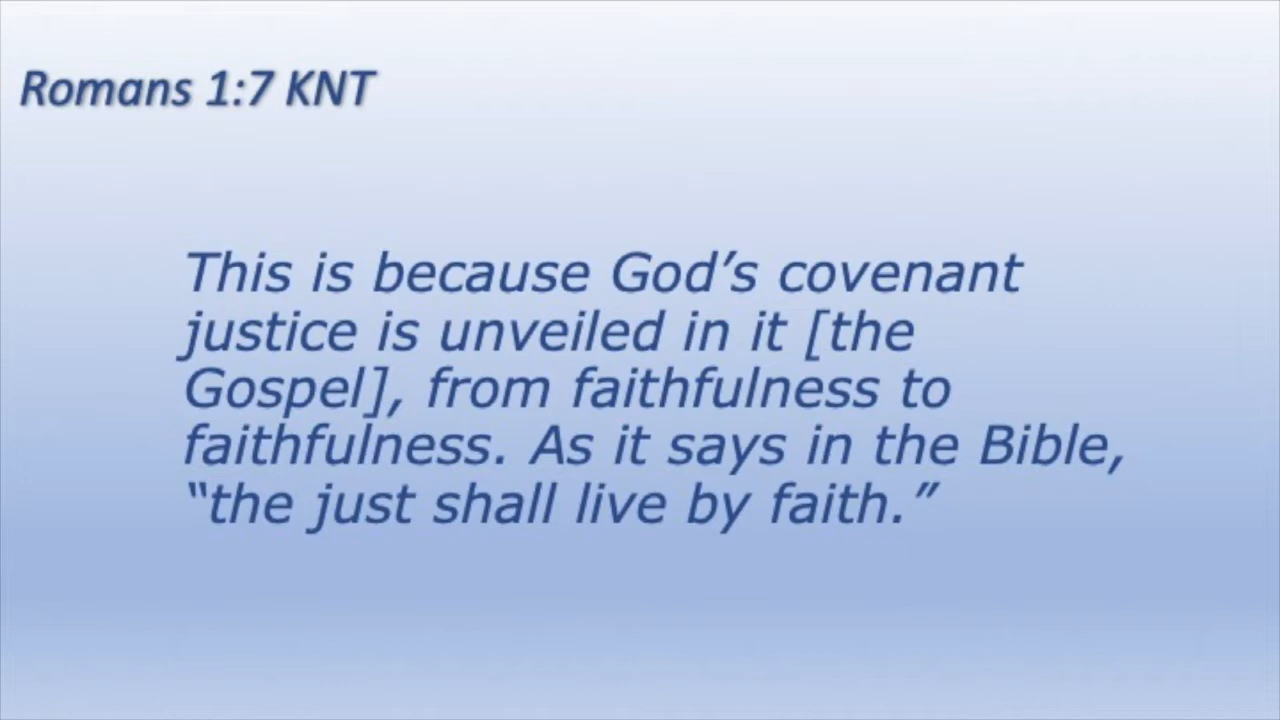 Romans 1:7 KNT
This is because God’s covenant
justice is unveiled in it [the
Gospel], from faithfulness to
faithfulness. As it says in the Bible,
“the just shall live by faith.”